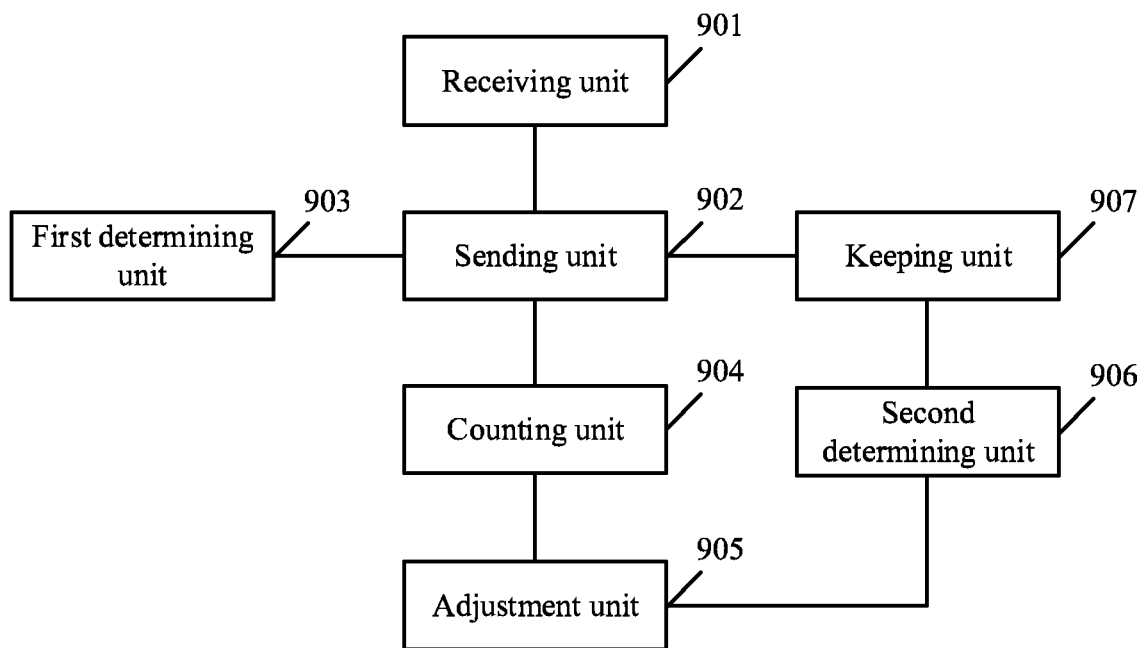 901
Receiving unit
903
902
907
First determining
unit
Sending unit
Keeping unit
904
906
Counting unit
Second
determining unit
905
Adjustment unit